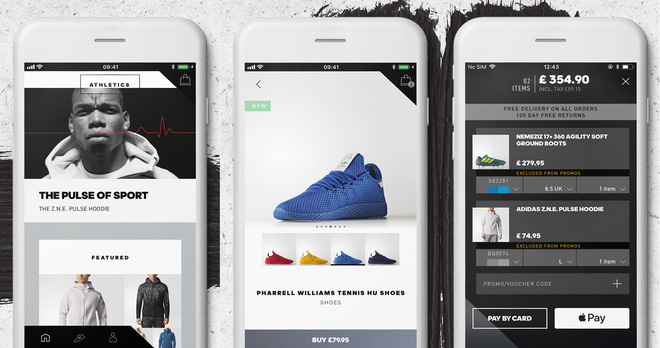 09:41
ATHLETICS
THE PULSE OF SPORT
THE Z.N.E. PULSE HOODIE
FEATURED
09:41
NEW
PHARRELL WILLIAMS TENNIS HU SHOES
SHOES
BUY £79.95
No SIM
12:43
02
ITEMS
£ 354.90
INCL. TAX £59.15
FREE DELIVERY ON ALL ORDERS
100 DAY FREE RETURNS
NEMEZIZ 17+ 360 AGILITY SOFT
GROUND BOOTS
£ 279.95
EXCLUDED FROM PROMOS
S82281
8.5 UK
1 item
ADIDAS Z.N.E. PULSE HOODIE
£ 74.95
EXCLUDED FROM PROMOS
BQ0074
L
1 item
PROMO/VOUCHER CODE
PAY BY CARD
Pay